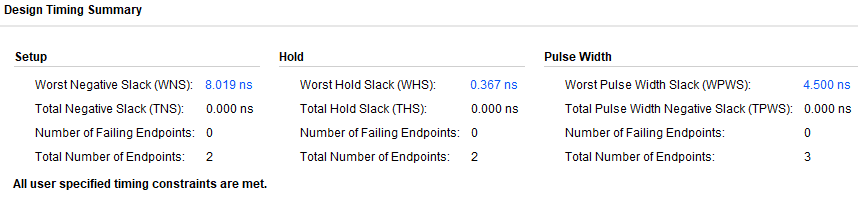 Design Timing Summary
Setup Hold Pulse Width
Worst Negative Slack (WNS): 8.019 ns Worst Hold Slack (WHS): 0.367 ns Worst Pulse Width Slack (WPWS): 4.500 ns
Total Negative Slack (TNS): 0.000 ns Total Hold Slack (THS): 0.000 ns Total Pulse Width Negative Slack (TPWS): 0.000 ns
Number of Failing Endpoints: 0 Number of Failing Endpoints: 0 Number of Failing Endpoints: 0
Total Number of Endpoints: 2 Total Number of Endpoints: 2 Total Number of Endpoints: 3
All user specified timing constraints are met.